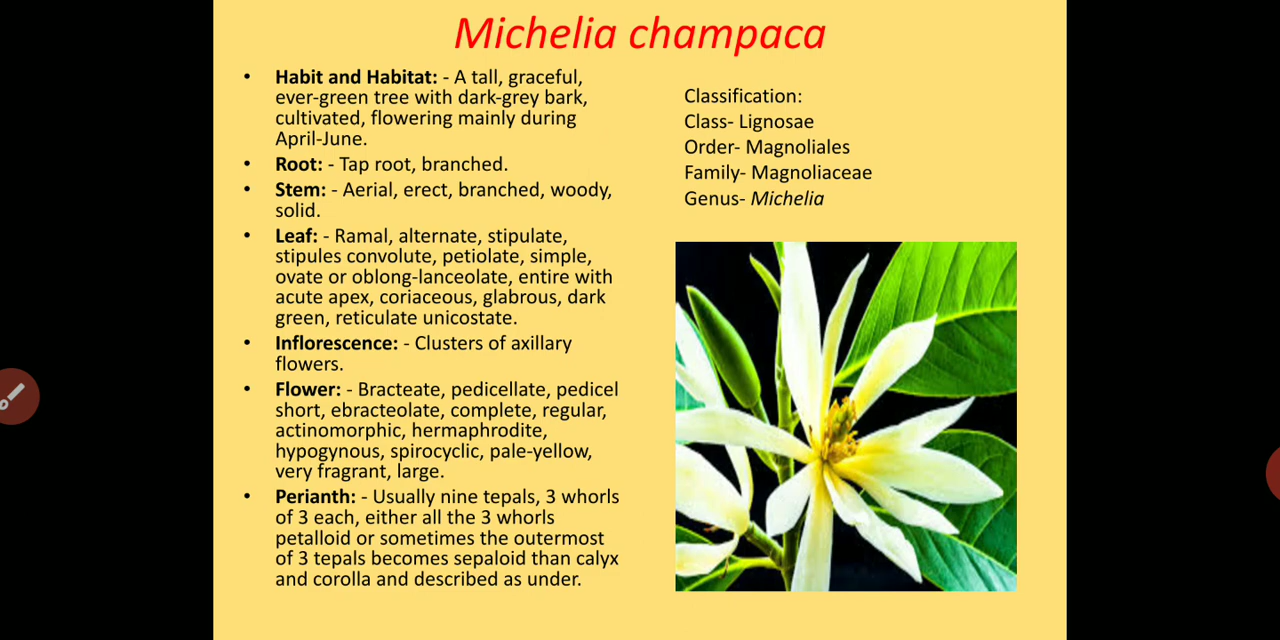 Michelia champaca
• Habit and Habitat: - A tall, graceful,
ever-green tree with dark-grey bark,
cultivated, flowering mainly during
April-June.
• Root: - Tap root, branched.
• Stem: - Aerial, erect, branched, woody,
solid.
• Leaf: - Ramal, alternate, stipulate,
stipules convolute, petiolate, simple,
ovate or oblong-lanceolate, entire with
acute apex, coriaceous, glabrous, dark
green, reticulate unicostate.
• Inflorescence: - Clusters of axillary
flowers.
• Flower: - Bracteate, pedicellate, pedicel
short, ebracteolate, complete, regular,
actinomorphic, hermaphrodite,
hypogynous, spirocyclic, pale-yellow,
very fragrant, large.
• Perianth: - Usually nine tepals, 3 whorls
of 3 each, either all the 3 whorls
petalloid or sometimes the outermost
of 3 tepals becomes sepaloid than calyx
and corolla and described as under.
Classification:
Class- Lignosae
Order- Magnoliales
Family- Magnoliaceae
Genus- Michelia